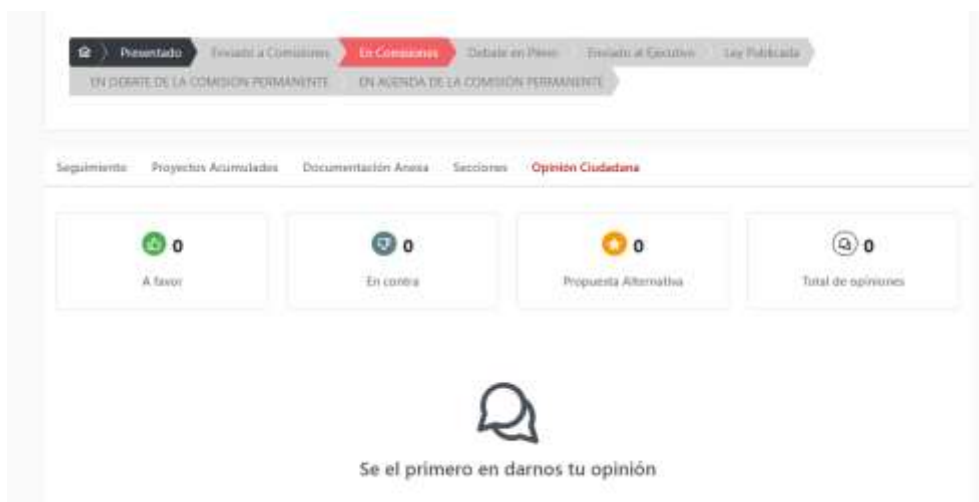 Presentado Enviado a Comisiones En Comisiones Debate en Pleno Enviado al Ejecutivo Ley Publicada
EN DEBATE DE LA COMISIÓN PERMANENTE EN AGENDA DE LA COMISIÓN PERMANENTE
Seguimiento Proyectos Acumulados Documentación Anexa Secciones Opinión Ciudadana
0 0 0 0
A favor En contra Propuesta Alternativa Total de opiniones
Se el primero en darnos tu opinión